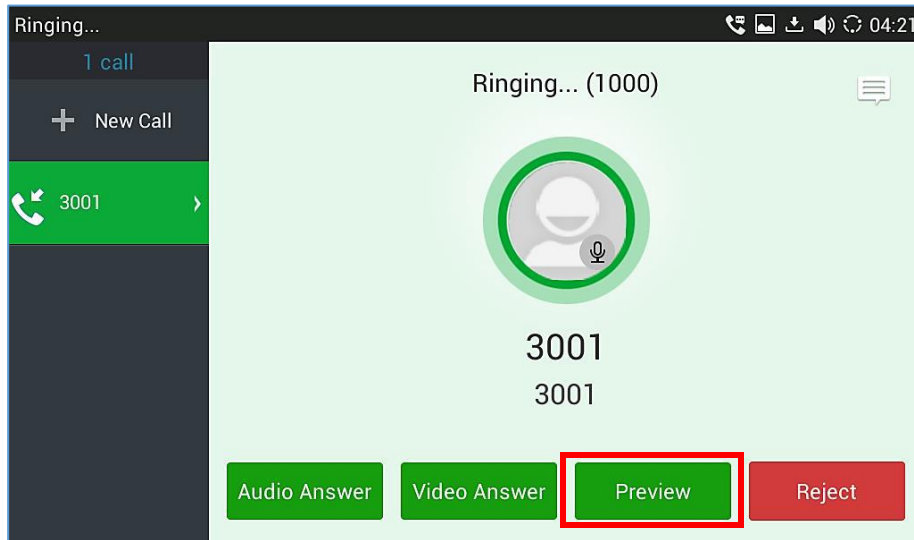 Ringing...
04:21
1 call
New Call
3001
Ringing... (1000)
3001
3001
Audio Answer
Video Answer
Preview
Reject